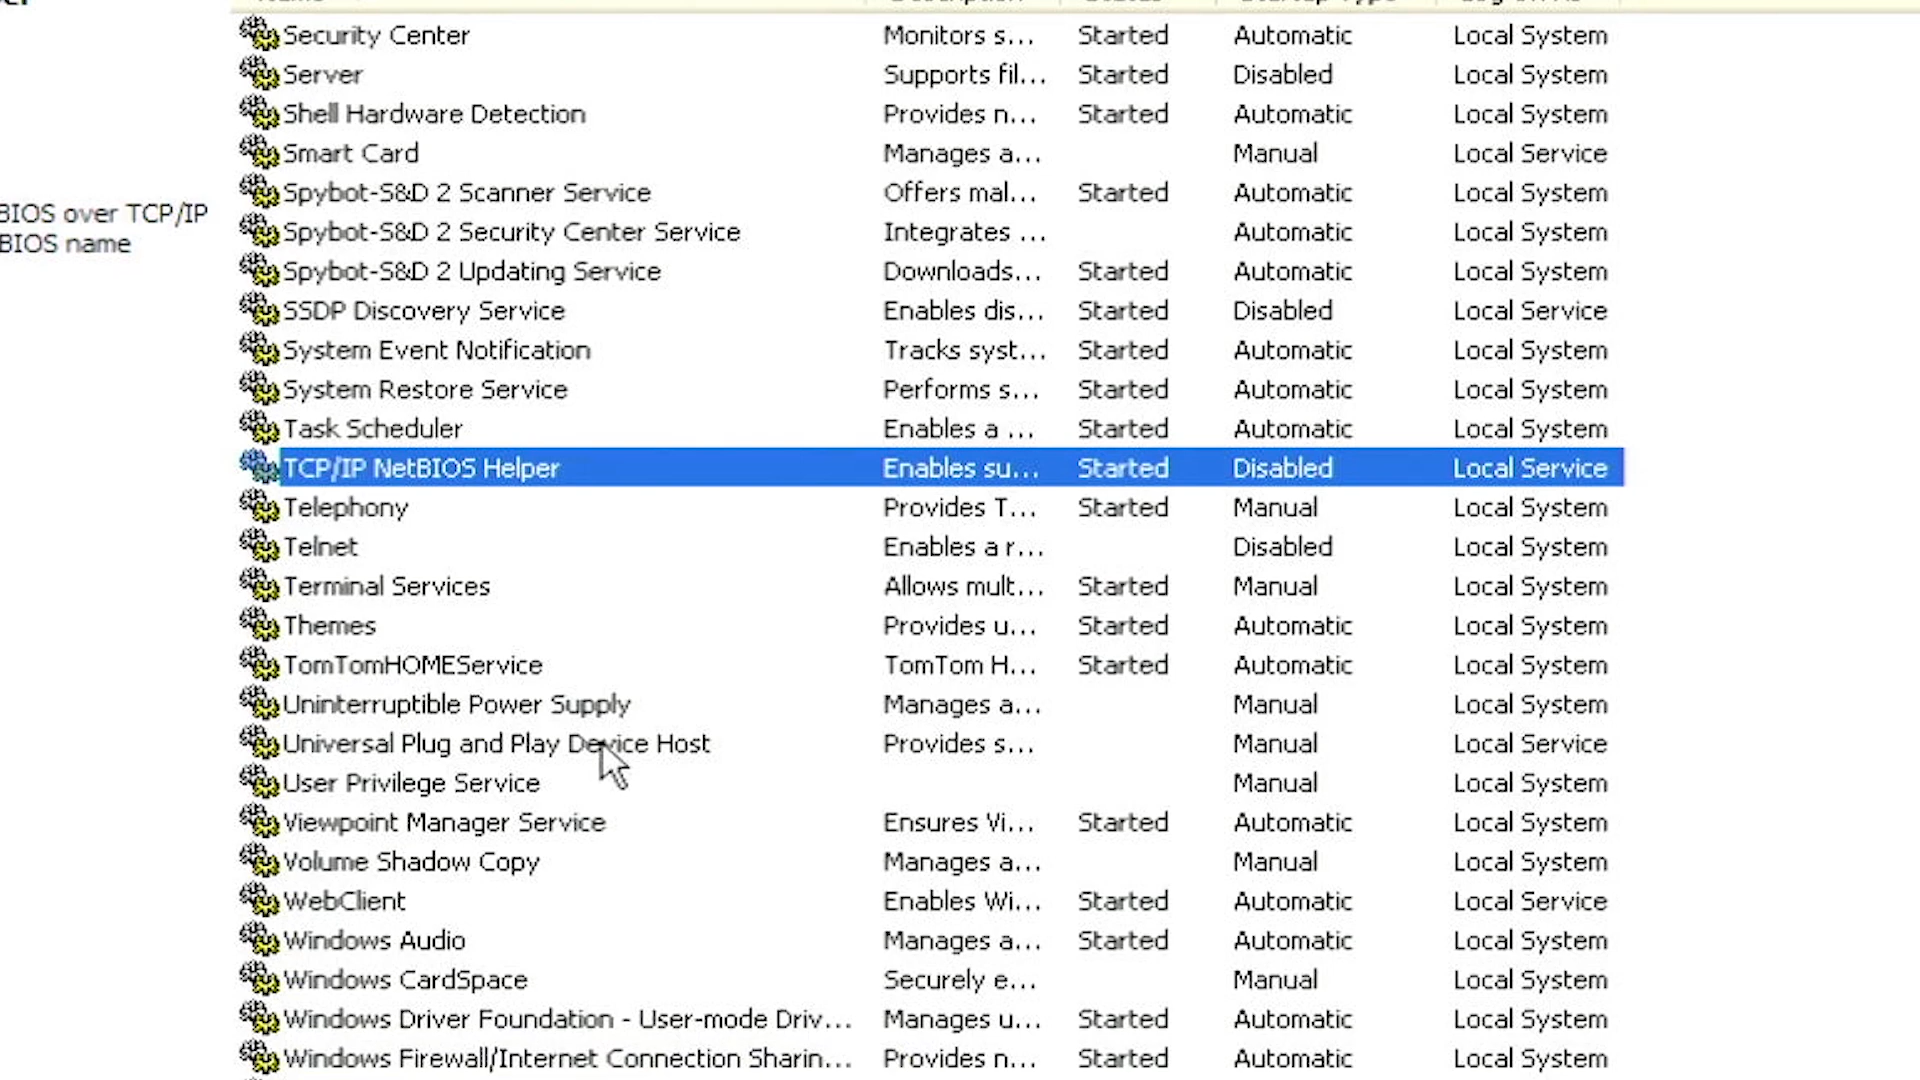 BIOS over TCP/IP
BIOS name
Security Center Monitors s... Started Automatic Local System
Server Supports fil... Started Disabled Local System
Shell Hardware Detection Provides n... Started Automatic Local System
Smart Card Manages a... Manual Local Service
Spybot-S&D 2 Scanner Service Offers mal... Started Automatic Local System
Spybot-S&D 2 Security Center Service Integrates ... Automatic Local System
Spybot-S&D 2 Updating Service Downloads... Started Automatic Local System
SSDP Discovery Service Enables dis... Started Disabled Local Service
System Event Notification Tracks syst... Started Automatic Local System
System Restore Service Performs s... Started Automatic Local System
Task Scheduler Enables a ... Started Automatic Local System
TCP/IP NetBIOS Helper Enables su... Started Disabled Local Service
Telephony Provides T... Started Manual Local System
Telnet Enables a r... Disabled Local System
Terminal Services Allows mult... Started Manual Local System
Themes Provides u... Started Automatic Local System
TomTomHOMEService TomTom H... Started Automatic Local System
Uninterruptible Power Supply Manages a... Manual Local System
Universal Plug and Play Device Host Provides s... Manual Local Service
User Privilege Service Manual Local System
Viewpoint Manager Service Ensures Vi... Started Automatic Local System
Volume Shadow Copy Manages a... Manual Local System
WebClient Enables Wi... Started Automatic Local Service
Windows Audio Manages a... Started Automatic Local System
Windows CardSpace Securely e... Manual Local System
Windows Driver Foundation - User-mode Driv... Manages u... Started Automatic Local System
Windows Firewall/Internet Connection Sharin... Provides n... Started Automatic Local System